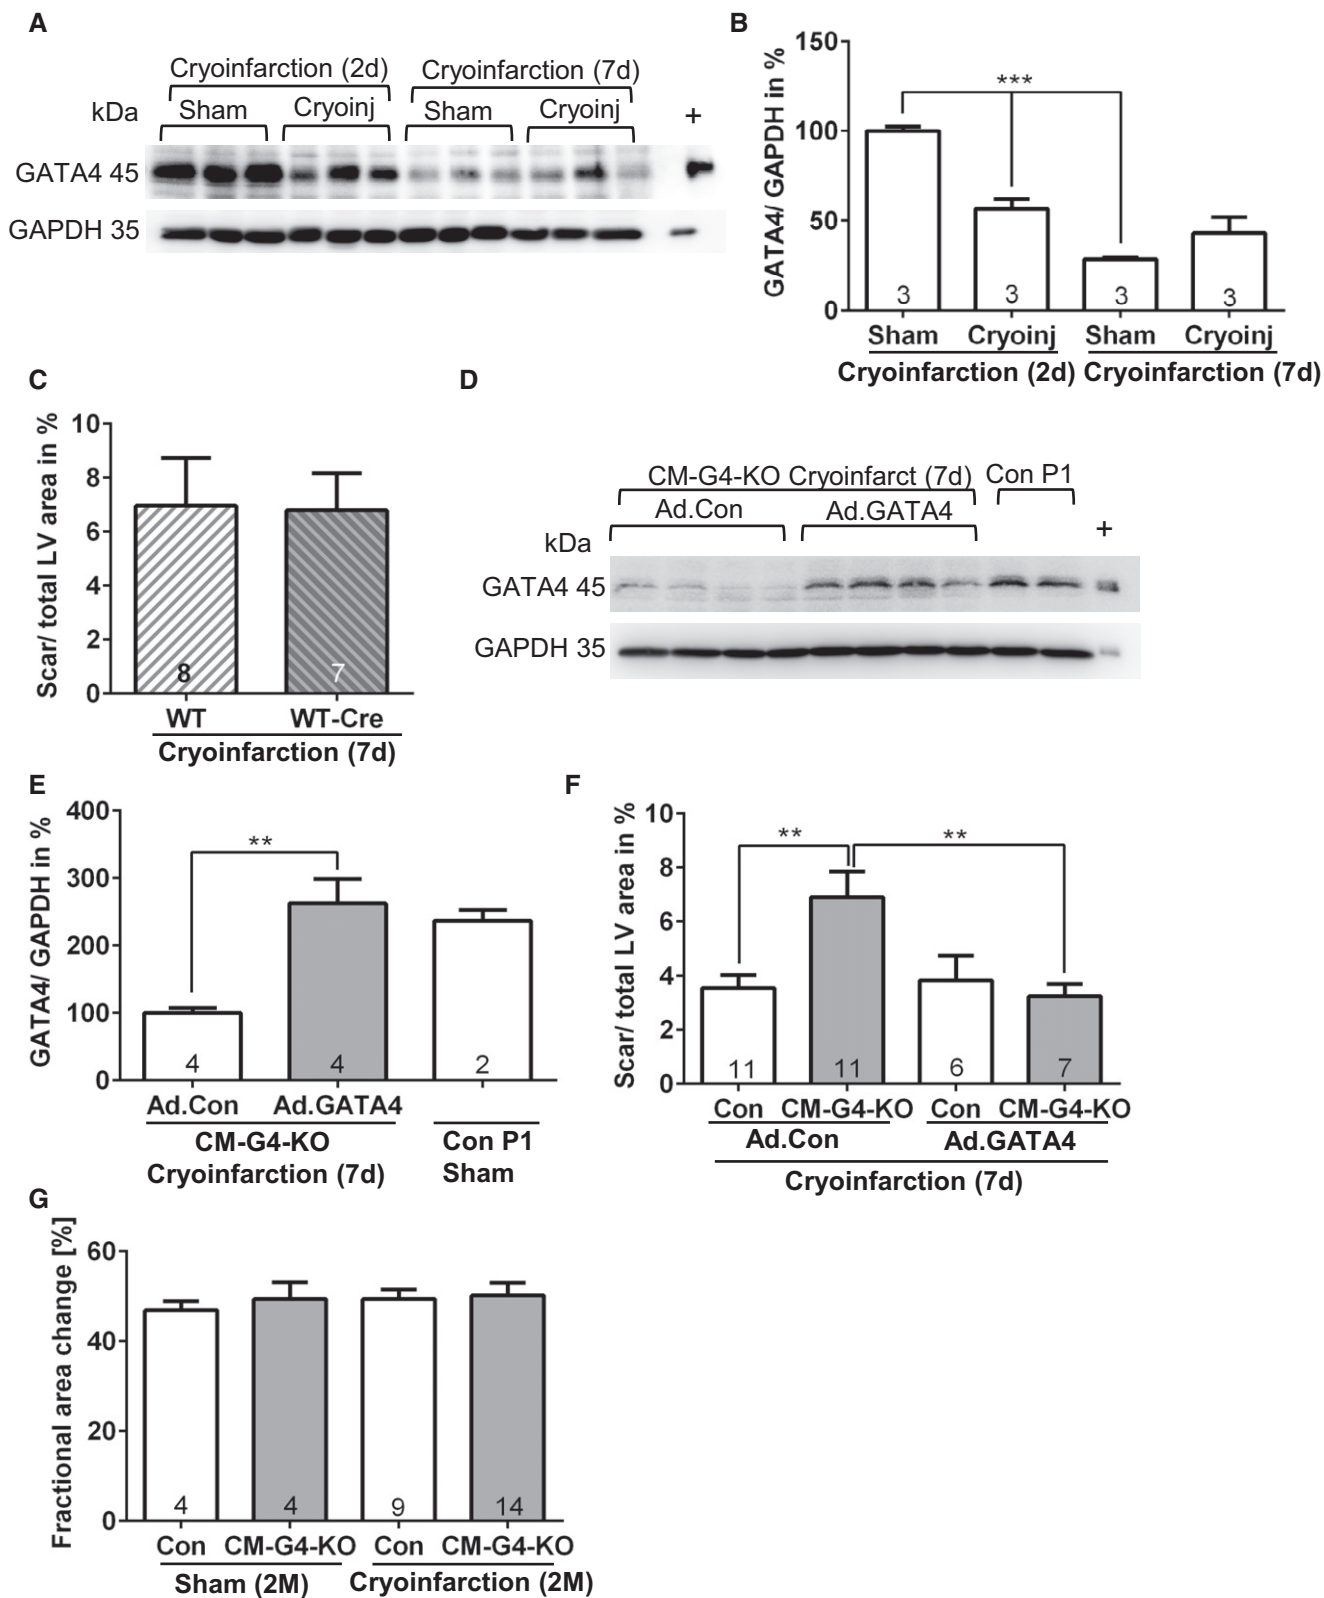 A
Cryoinfarction (2d) Cryoinfarction (7d)
kDa Sham Cryoinj Sham Cryoinj +
GATA4 45
GAPDH 35
B
GATA4/ GAPDH in %
150
100
50
0
***
3 3 3 3
Sham Cryoinj Sham Cryoinj
Cryoinfarction (2d) Cryoinfarction (7d)
C
Scar/ total LV area in %
10
8
6
4
2
0
8 7
WT WT-Cre
Cryoinfarction (7d)
D
CM-G4-KO Cryoinfarct (7d) Con P1
Ad.Con Ad.GATA4 +
kDa
GATA4 45
GAPDH 35
E
GATA4/ GAPDH in %
400
300
200
100
0
**
4 4 2
Ad.Con Ad.GATA4
CM-G4-KO Con P1
Cryoinfarction (7d) Sham
F
Scar/ total LV area in %
10
8
6
4
2
0
** **
11 11 6 7
Con CM-G4-KO Con CM-G4-KO
Ad.Con Ad.GATA4
Cryoinfarction (7d)
G
Fractional area change [%]
60
40
20
0
4 4 9 14
Con CM-G4-KO Con CM-G4-KO
Sham (2M) Cryoinfarction (2M)